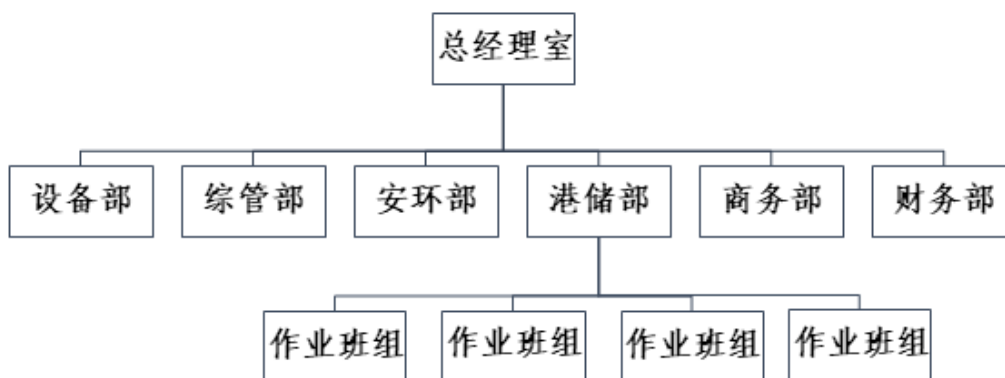 总经理室
设备部 综管部 安环部 港储部 商务部 财务部
作业班组 作业班组 作业班组 作业班组